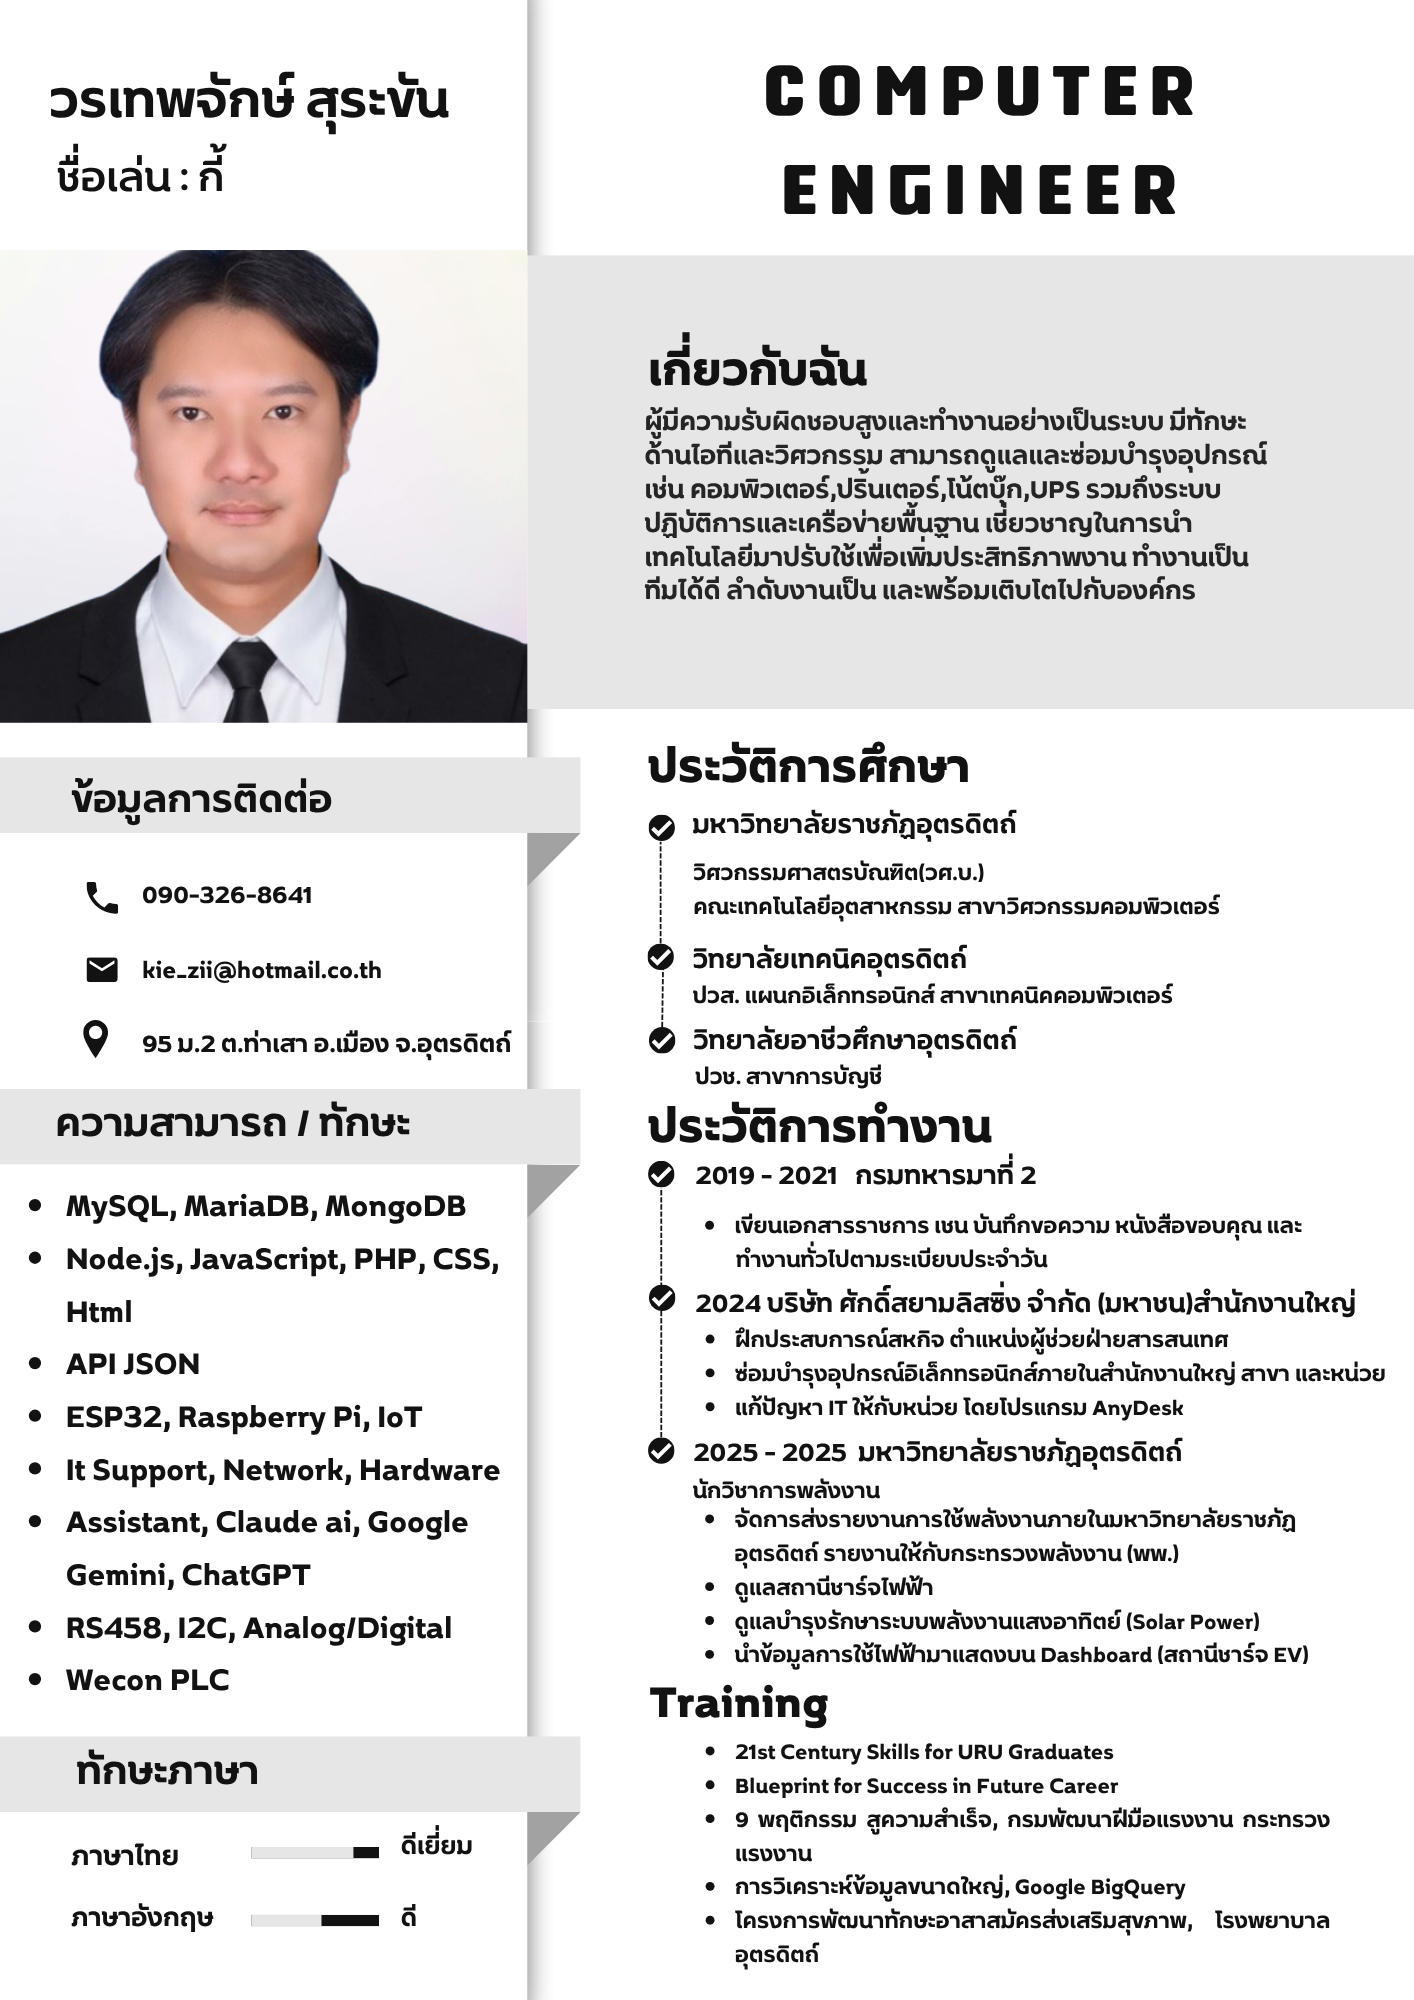 วรเทพจักษ์ สุระขัน
ชื่อเล่น : กี้
COMPUTER
ENGINEER
เกี่ยวกับฉัน
ผู้มีความรับผิดชอบสูงและทำงานอย่างเป็นระบบ มีทักษะ
ด้านไอทีและวิศวกรรม สามารถดูแลและซ่อมบำรุงอุปกรณ์
เช่น คอมพิวเตอร์,ปริ้นเตอร์,โน้ตบุ๊ก,UPS รวมถึงระบบ
ปฏิบัติการและเครือข่ายพื้นฐาน เชี่ยวชาญในการนำ
เทคโนโลยีมาปรับใช้เพื่อเพิ่มประสิทธิภาพงาน ทำงานเป็น
ทีมได้ดี ลำดับงานเป็น และพร้อมเติบโตไปกับองค์กร
ข้อมูลการติดต่อ
090-326-8641
kie_zii@hotmail.co.th
95 ม.2 ต.ท่าเสา อ.เมือง จ.อุตรดิตถ์
ความสามารถ / ทักษะ
• MySQL, MariaDB, MongoDB
• Node.js, JavaScript, PHP, CSS,
Html
• API JSON
• ESP32, Raspberry Pi, IoT
• It Support, Network, Hardware
• Assistant, Claude ai, Google
Gemini, ChatGPT
• RS458, I2C, Analog/Digital
• Wecon PLC
ทักษะภาษา
ภาษาไทย ดีเยี่ยม
ภาษาอังกฤษ ดี
ประวัติการศึกษา
มหาวิทยาลัยราชภัฏอุตรดิตถ์
วิศวกรรมศาสตรบัณฑิต(วศ.บ.)
คณะเทคโนโลยีอุตสาหกรรม สาขาวิศวกรรมคอมพิวเตอร์
วิทยาลัยเทคนิคอุตรดิตถ์
ปวส. แผนกอิเล็กทรอนิกส์ สาขาเทคนิคคอมพิวเตอร์
วิทยาลัยอาชีวศึกษาอุตรดิตถ์
ปวช. สาขาการบัญชี
ประวัติการทำงาน
2019 - 2021 กรมทหารมาที่ 2
• เขียนเอกสารราชการ เชน บันทึกขอความ หนังสือขอบคุณ และ
ทำงานทั่วไปตามระเบียบประจำวัน
2024 บริษัท ศักดิ์สยามลิสซิ่ง จำกัด (มหาชน)สำนักงานใหญ่
• ฝึกประสบการณ์สหกิจ ตำแหน่งผู้ช่วยฝ่ายสารสนเทศ
• ซ่อมบำรุงอุปกรณ์อิเล็กทรอนิกส์ภายในสำนักงานใหญ่ สาขา และหน่วย
• แก้ปัญหา IT ให้กับหน่วย โดยโปรแกรม AnyDesk
2025 - 2025 มหาวิทยาลัยราชภัฏอุตรดิตถ์
นักวิชาการพลังงาน
• จัดการส่งรายงานการใช้พลังงานภายในมหาวิทยาลัยราชภัฏ
อุตรดิตถ์ รายงานให้กับกระทรวงพลังงาน (พพ.)
• ดูแลสถานีชาร์จไฟฟ้า
• ดูแลบำรุงรักษาระบบพลังงานแสงอาทิตย์ (Solar Power)
• นำข้อมูลการใช้ไฟฟ้ามาแสดงบน Dashboard (สถานีชาร์จ EV)
Training
• 21st Century Skills for URU Graduates
• Blueprint for Success in Future Career
• 9 พฤติกรรม สูความสำเร็จ, กรมพัฒนาฝีมือแรงงาน กระทรวง
แรงงาน
• การวิเคราะห์ข้อมูลขนาดใหญ่, Google BigQuery
• โครงการพัฒนาทักษะอาสาสมัครส่งเสริมสุขภาพ, โรงพยาบาล
อุตรดิตถ์